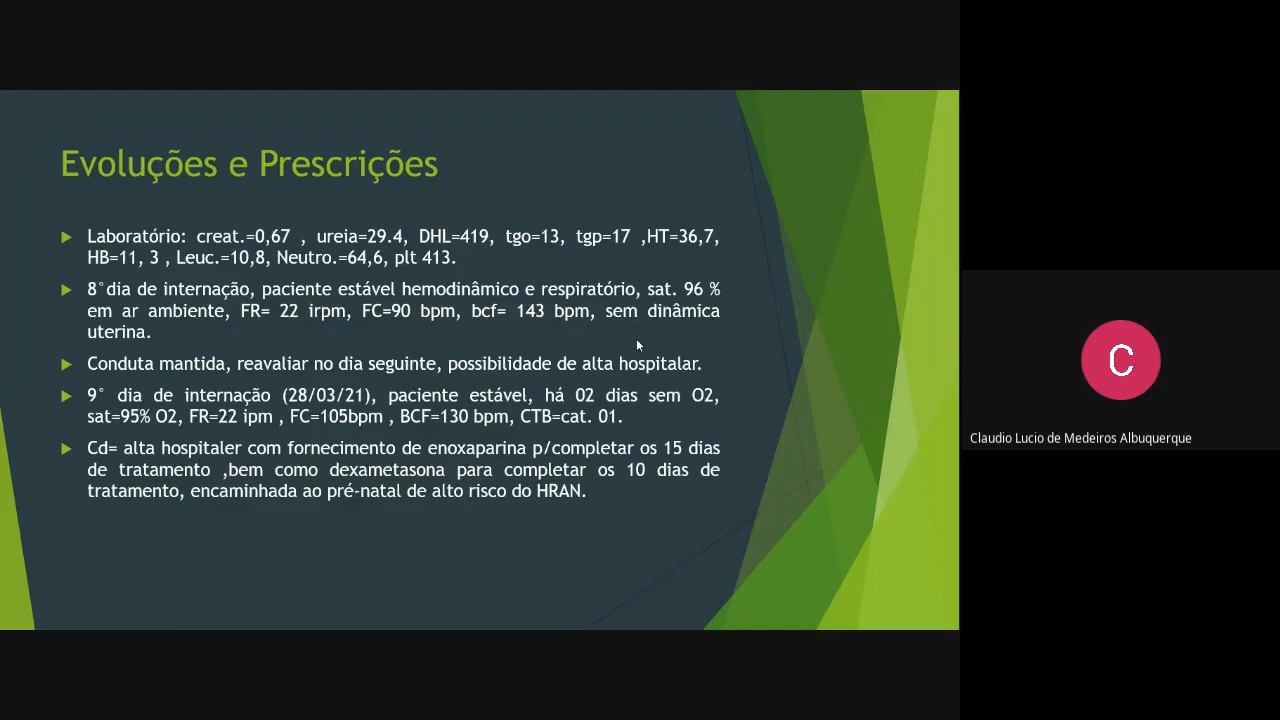 Evoluções e Prescrições
Laboratório: creat.=0,67 , ureia=29.4, DHL=419, tgo=13, tgp=17 ,HT=36,7,
HB=11, 3 , Leuc.=10,8, Neutro.=64,6, plt 413.
8°dia de internação, paciente estável hemodinâmico e respiratório, sat. 96 %
em ar ambiente, FR= 22 irpm, FC=90 bpm, bcf= 143 bpm, sem dinâmica
uterina.
Conduta mantida, reavaliar no dia seguinte, possibilidade de alta hospitalar.
9° dia de internação (28/03/21), paciente estável, há 02 dias sem O2,
sat=95% O2, FR=22 ipm , FC=105bpm , BCF=130 bpm, CTB=cat. 01.
Cd= alta hospitaler com fornecimento de enoxaparina p/completar os 15 dias
de tratamento ,bem como dexametasona para completar os 10 dias de
tratamento, encaminhada ao pré-natal de alto risco do HRAN.
C
Claudio Lucio de Medeiros Albuquerque